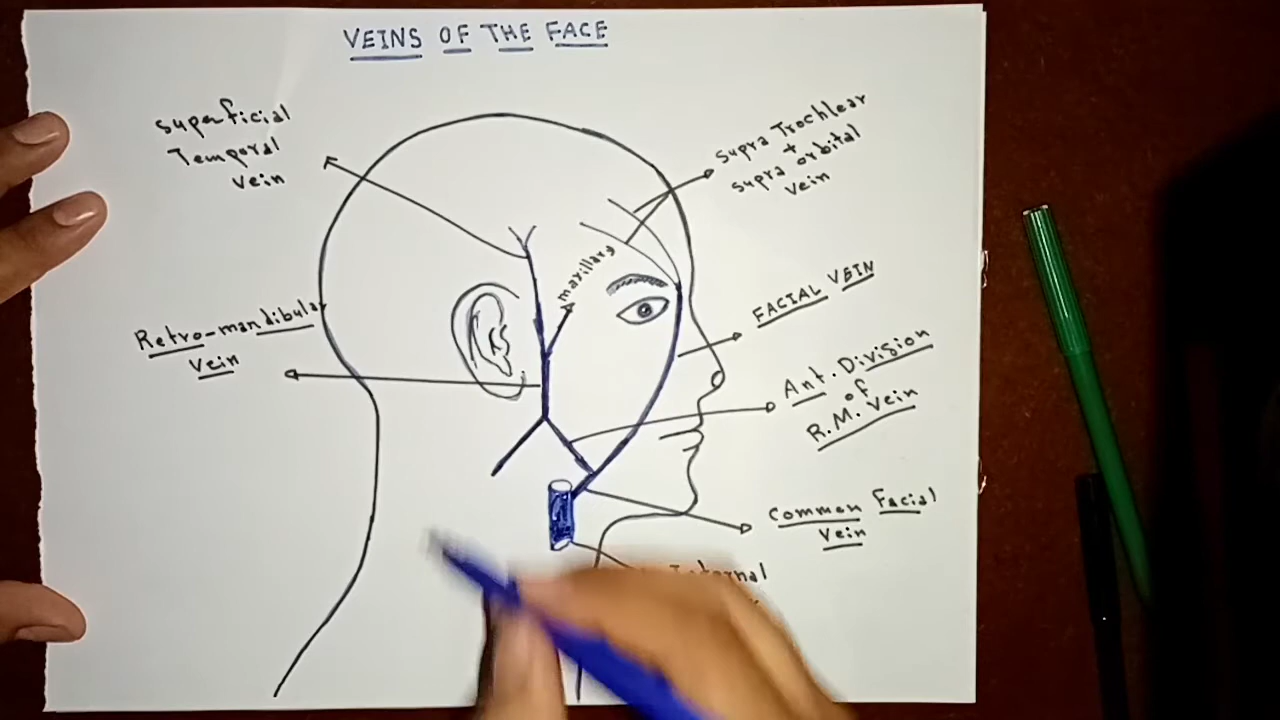 VEINS OF THE FACE
Superficial
Temporal
vein
Supra Trochlear
+
supra orbital
vein
maxillary
FACIAL VEIN
Retro-mandibular
Vein
Ant. Division
of
R.M. Vein
Common Facial
Vein
Internal